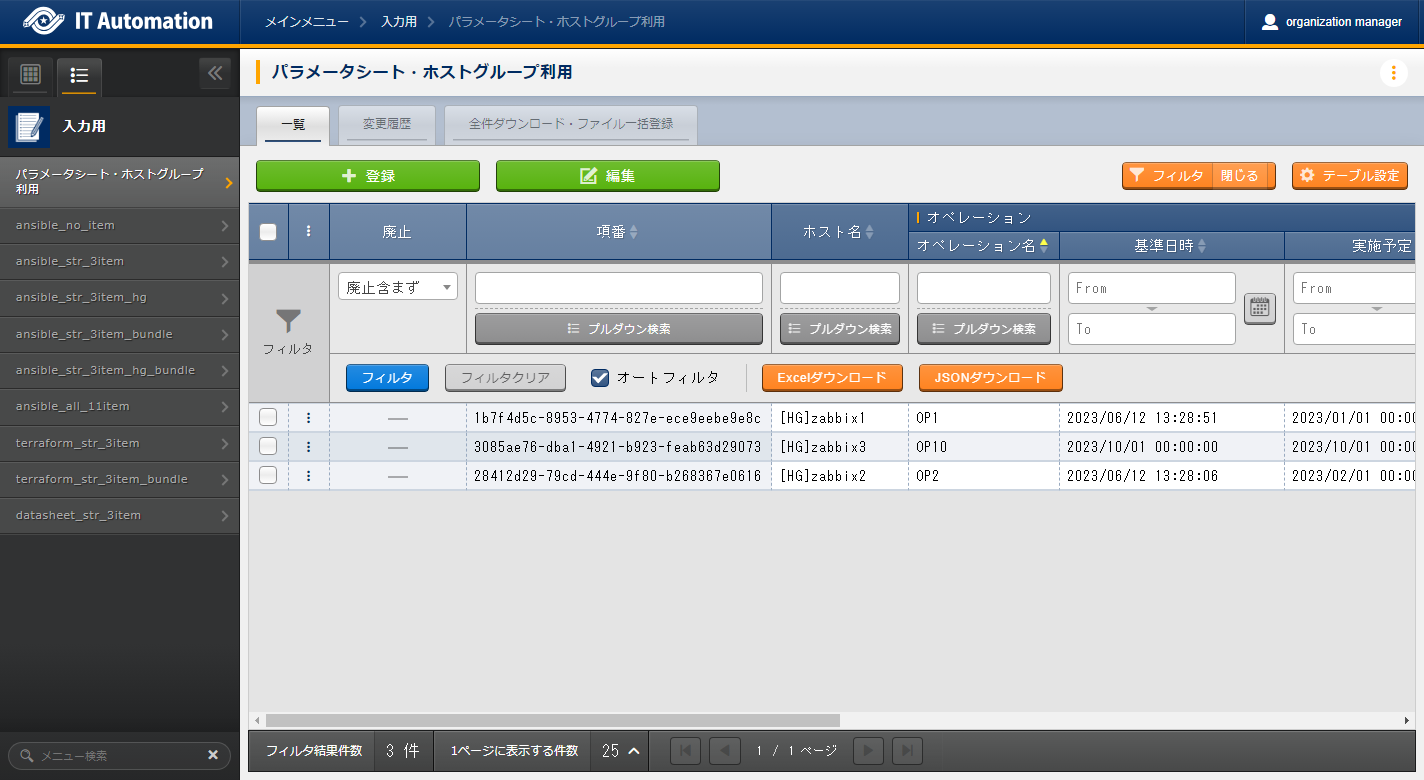 IT Automation
メインメニュー
入力用
パラメータシート・ホストグループ利用
organization manager
入力用
パラメータシート・ホストグループ
利用
ansible_no_item
ansible_str_3item
ansible_str_3item_hg
ansible_str_3item_bundle
ansible_str_3item_hg_bundle
ansible_all_11item
terraform_str_3item
terraform_str_3item_bundle
datasheet_str_3item
メニュー検索
パラメータシート・ホストグループ利用
一覧
変更履歴
全件ダウンロード・ファイル一括登録
登録
編集
フィルタ 閉じる
テーブル設定
廃止
項番
ホスト名
オペレーション
オペレーション名
基準日時
実施予定
フィルタ
廃止含まず
プルダウン検索
プルダウン検索
プルダウン検索
From
To
From
To
フィルタ
フィルタクリア
オートフィルタ
Excelダウンロード
JSONダウンロード
— 1b7f4d5c-8953-4774-827e-ece9eebe9e8c [HG]zabbix1 OP1 2023/06/12 13:28:51 2023/01/01 00:00
— 3085ae76-dba1-4921-b923-feab63d29073 [HG]zabbix3 OP10 2023/10/01 00:00:00 2023/10/01 00:00
— 28412d29-79cd-444e-9f80-b268367e0616 [HG]zabbix2 OP2 2023/06/12 13:28:06 2023/02/01 00:00
フィルタ結果件数 3 件
1ページに表示する件数 25
1 / 1 ページ